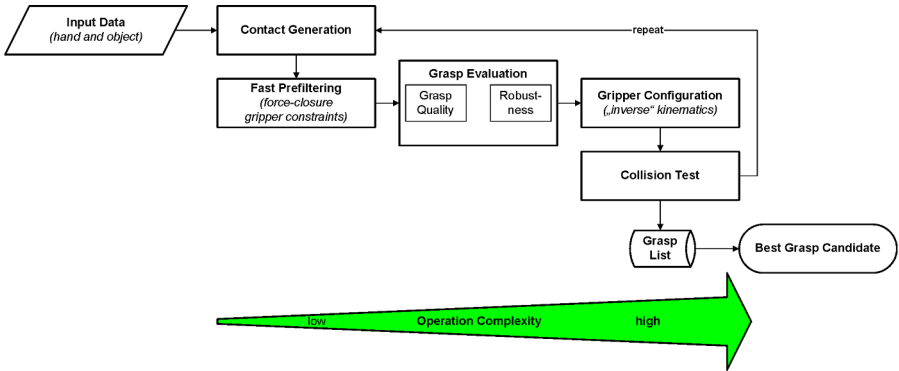 Input Data
(hand and object)
Contact Generation
repeat
Fast Prefiltering
(force-closure
gripper constraints)
Grasp Evaluation
Grasp
Quality
Robust-
ness
Gripper Configuration
(„inverse“ kinematics)
Collision Test
Grasp
List
Best Grasp Candidate
low
Operation Complexity
high